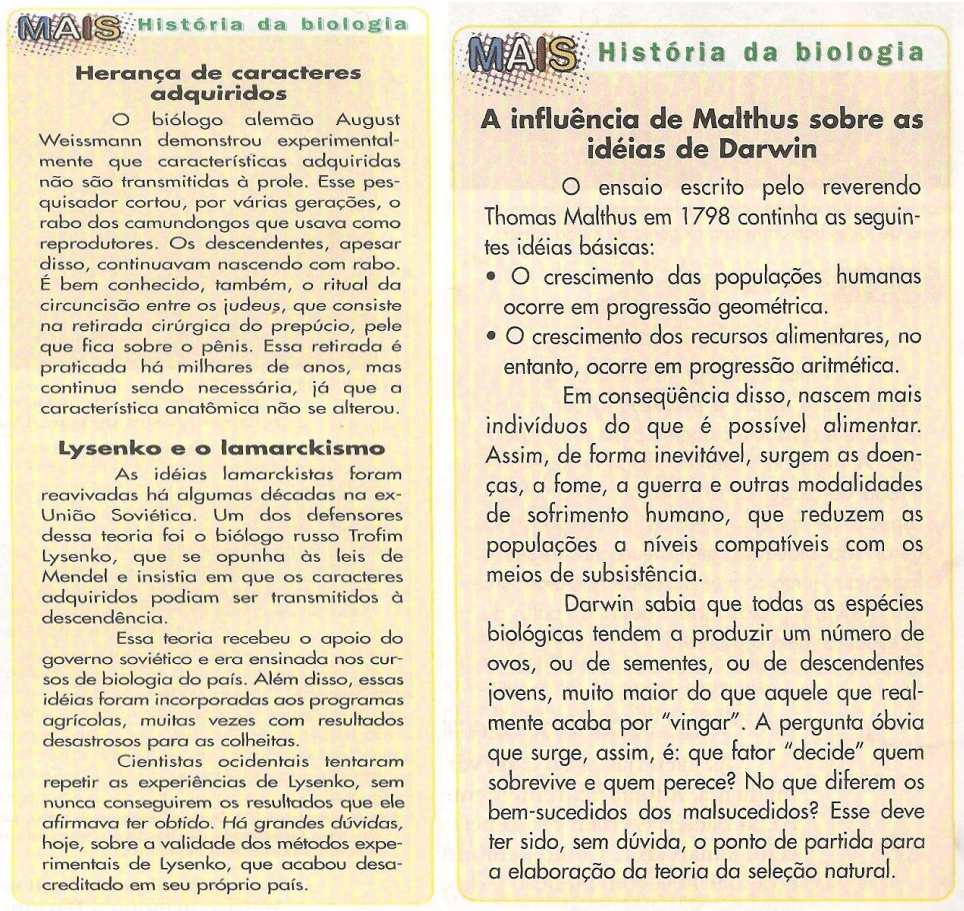 MAIS História da biologia
Herança de caracteres
adquiridos
O biólogo alemão August
Weissmann demonstrou experimental-
mente que características adquiridas
não são transmitidas à prole. Esse pes-
quisador cortou, por várias gerações, o
rabo dos camundongos que usava como
reprodutores. Os descendentes, apesar
disso, continuavam nascendo com rabo.
É bem conhecido, também, o ritual da
circuncisão entre os judeus, que consiste
na retirada cirúrgica do prepúcio, pele
que fica sobre o pênis. Essa retirada é
praticada há milhares de anos, mas
continua sendo necessária, já que a
característica anatômica não se alterou.
Lysenko e o lamarckismo
As idéias lamarckistas foram
reavivadas há algumas décadas na ex-
União Soviética. Um dos defensores
dessa teoria foi o biólogo russo Trofim
Lysenko, que se opunha às leis de
Mendel e insistia em que os caracteres
adquiridos podiam ser transmitidos à
descendência.
Essa teoria recebeu o apoio do
governo soviético e era ensinada nos cur-
sos de biologia do país. Além disso, essas
idéias foram incorporadas aos programas
agrícolas, muitas vezes com resultados
desastrosos para as colheitas.
Cientistas ocidentais tentaram
repetir as experiências de Lysenko, sem
nunca conseguirem os resultados que ele
afirmava ter obtido. Há grandes dúvidas,
hoje, sobre a validade dos métodos expe-
rimentais de Lysenko, que acabou desa-
creditado em seu próprio país.
MAIS História da biologia
A influência de Malthus sobre as
idéias de Darwin
O ensaio escrito pelo reverendo
Thomas Malthus em 1798 continha as seguin-
tes idéias básicas:
• O crescimento das populações humanas
ocorre em progressão geométrica.
• O crescimento dos recursos alimentares, no
entanto, ocorre em progressão aritmética.
Em conseqüência disso, nascem mais
indivíduos do que é possível alimentar.
Assim, de forma inevitável, surgem as doen-
ças, a fome, a guerra e outras modalidades
de sofrimento humano, que reduzem as
populações a níveis compatíveis com os
meios de subsistência.
Darwin sabia que todas as espécies
biológicas tendem a produzir um número de
ovos, ou de sementes, ou de descendentes
jovens, muito maior do que aquele que real-
mente acaba por “vingar”. A pergunta óbvia
que surge, assim, é: que fator “decide” quem
sobrevive e quem perece? No que diferem os
bem-sucedidos dos malsucedidos? Esse deve
ter sido, sem dúvida, o ponto de partida para
a elaboração da teoria da seleção natural.